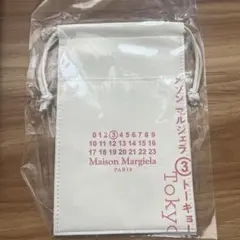 0 1 2 ③ 4 5 6 7 8 9
10 11 12 13 14 15 16
17 18 19 20 21 22 23
Maison Margiela
PARIS
メゾン マルジェラ ③ トーキョー
Tokyo